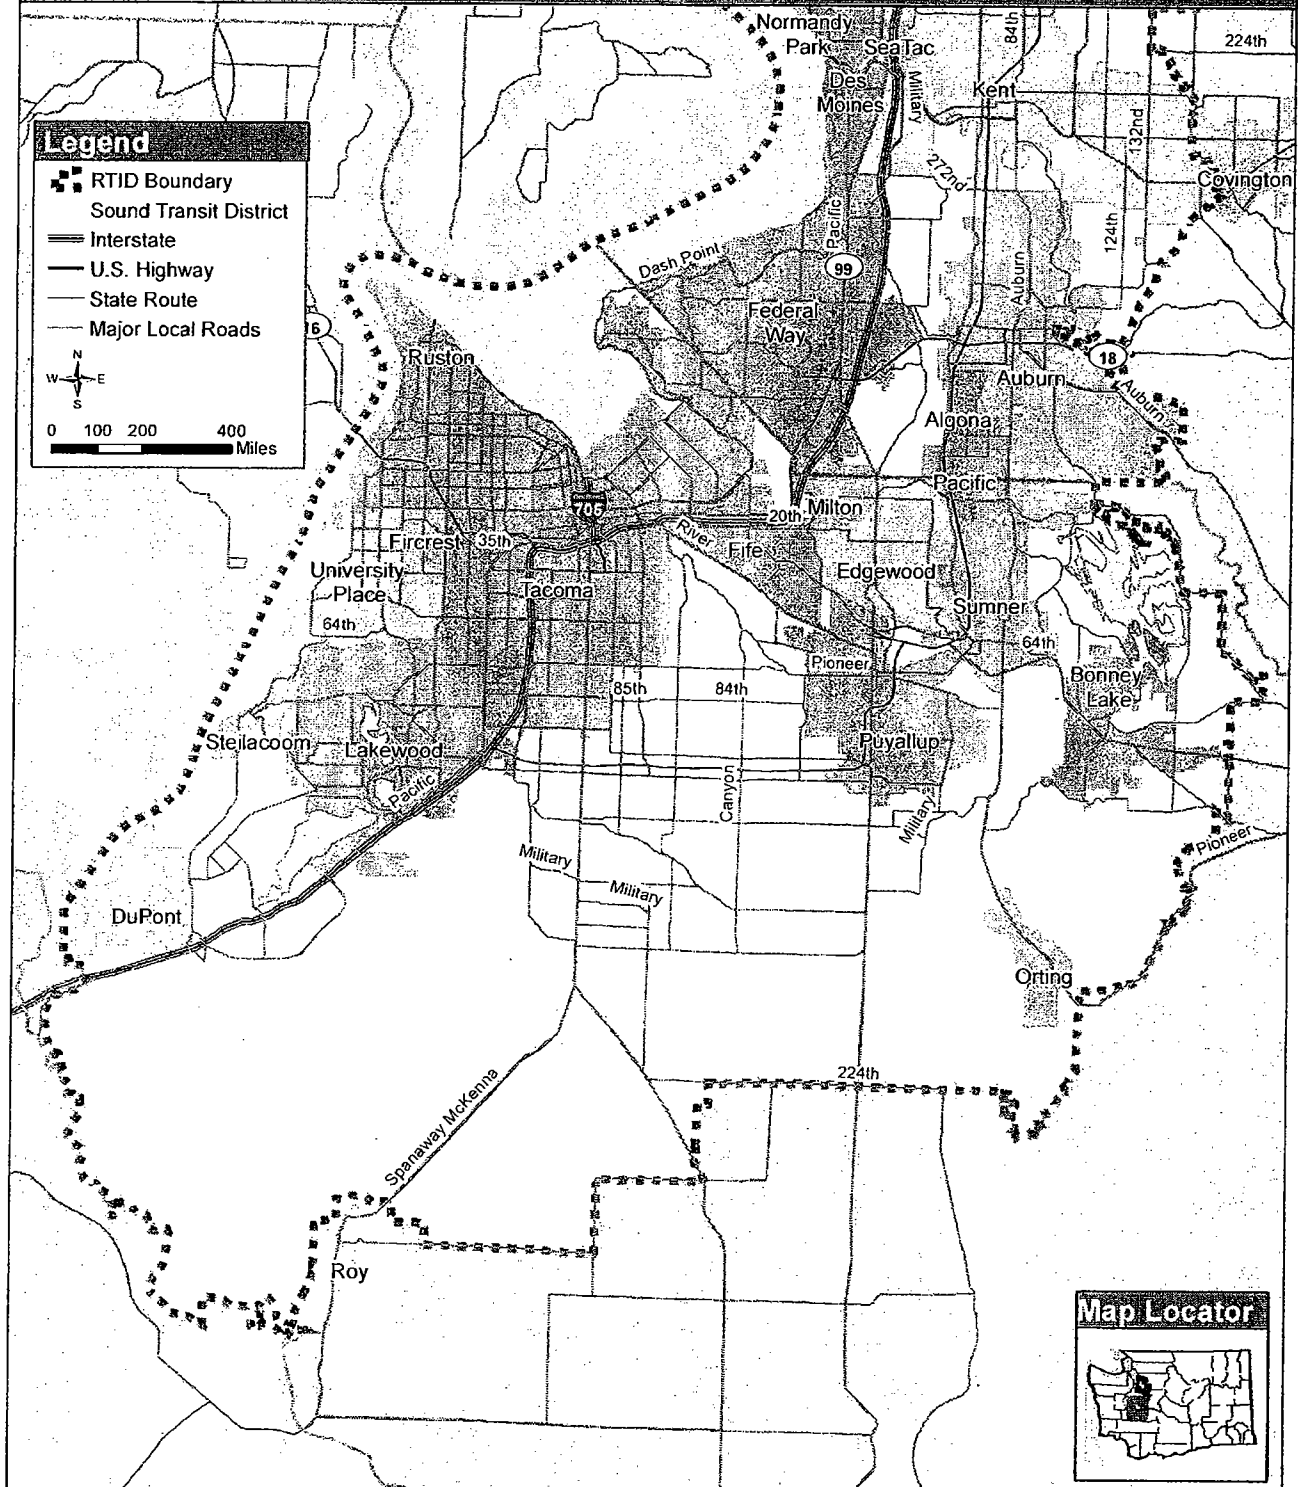 Normandy
Park
SeaTac
84th
224th
Des
Moines
Military
Kent
132nd
Legend
RTID Boundary
Sound Transit District
Interstate
U.S. Highway
State Route
Major Local Roads
N
W
E
S
0 100 200 400
Miles
16
272nd
Covington
Pacific
124th
Dash Point
99
Auburn
Federal
Way
Ruston
18
Auburn
Auburn
Algona
Pacific
705
Milton
20th
River
Fircrest
35th
Fife
University
Place
Tacoma
Edgewood
Sumner
64th
64th
Pioneer
Bonney
Lake
85th
84th
Steilacoom
Lakewood
Puyallup
Pacific
Canyon
Military
Pioneer
Military
Military
DuPont
Orting
224th
Spanaway McKenna
Roy
Map Locator